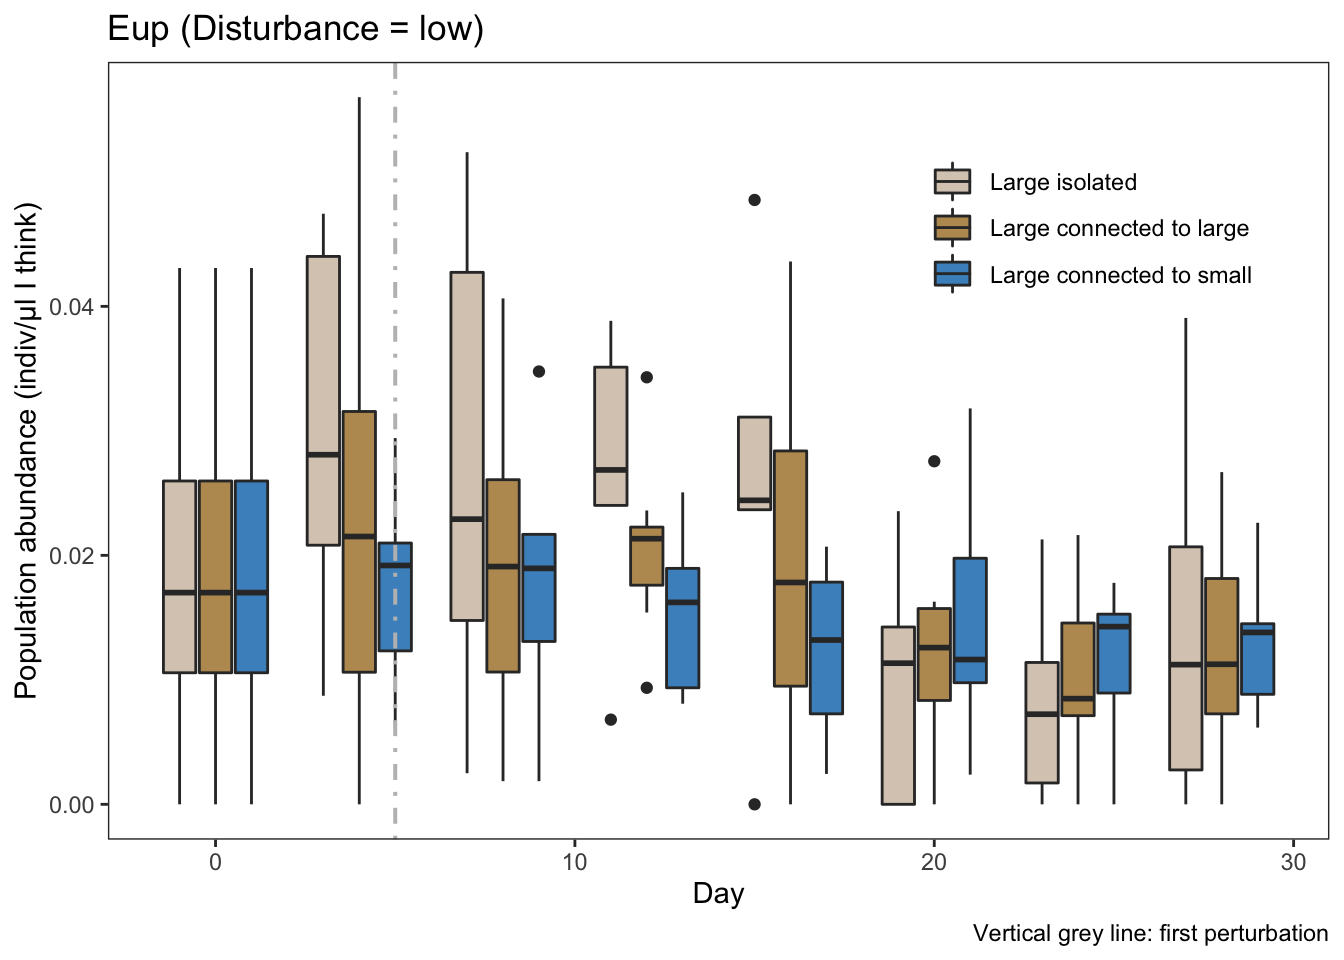 Eup (Disturbance = low)
Population abundance (indiv/µl I think)
0.04
0.02
0.00
Large isolated
Large connected to large
Large connected to small
0
10
20
30
Day
Vertical grey line: first perturbation